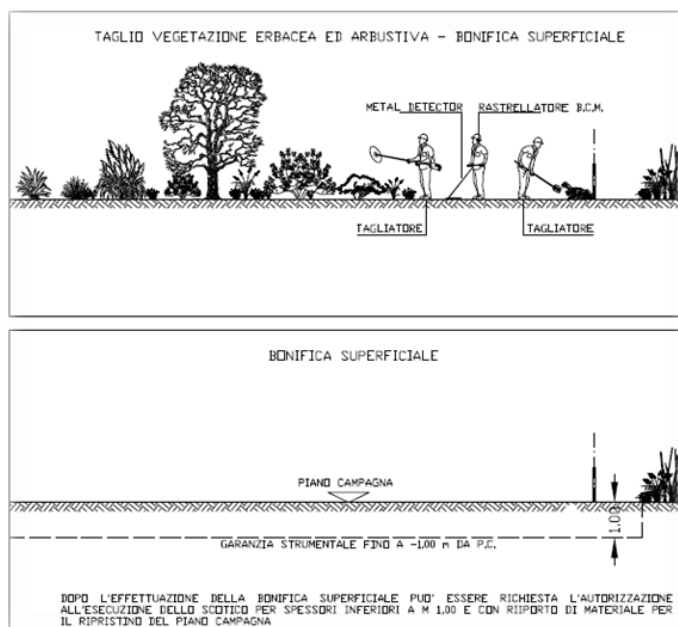 TAGLIO VEGETAZIONE ERBACEA ED ARBUSTIVA - BONIFICA SUPERFICIALE
METAL DETECTOR
RASTRELLATORE B.C.M.
TAGLIATORE
TAGLIATORE
BONIFICA SUPERFICIALE
PIANO CAMPAGNA
1.00
GARANZIA STRUMENTALE FINO A -1.00 m DA P.C.
DOPO L'EFFETTUAZIONE DELLA BONIFICA SUPERFICIALE PUO' ESSERE RICHIESTA L'AUTORIZZAZIONE
ALL'ESECUZIONE DELLO SCOTICO PER SPESSORI INFERIORI A M 1,00 E CON RIIPORTO DI MATERIALE PER
IL RIPRISTINO DEL PIANO CAMPAGNA